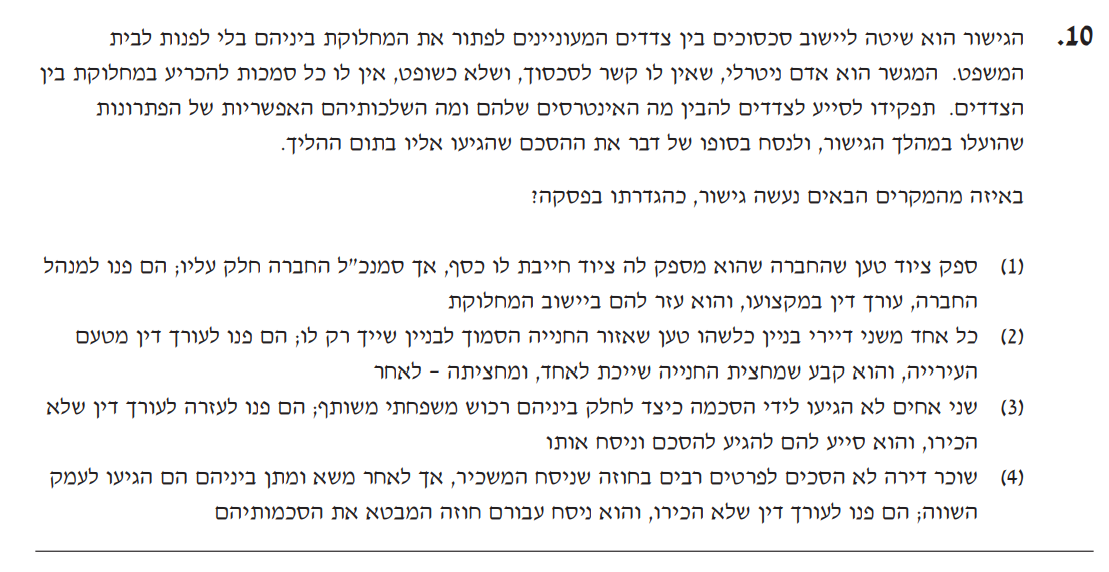 10. הגישור הוא שיטה ליישוב סכסוכים בין צדדים המעוניינים לפתור את המחלוקת ביניהם בלי לפנות לבית
המשפט. המגשר הוא אדם ניטרלי, שאין לו קשר לסכסוך, ושלא כשופט, אין לו כל סמכות להכריע במחלוקת בין
הצדדים. תפקידו לסייע לצדדים להבין מה האינטרסים שלהם ומה השלכותיהם האפשריות של הפתרונות
שהועלו במהלך הגישור, ולנסח בסופו של דבר את ההסכם שהגיעו אליו בתום ההליך.
באיזה מהמקרים הבאים נעשה גישור, כהגדרתו בפסקה?
(1) ספק ציוד טען שהחברה שהוא מספק לה ציוד חייבת לו כסף, אך סמנכ"ל החברה חלק עליו; הם פנו למנהל
החברה, עורך דין במקצועו, והוא עזר להם ביישוב המחלוקת
(2) כל אחד משני דיירי בניין כלשהו טען שאזור החנייה הסמוך לבניין שייך רק לו; הם פנו לעורך דין מטעם
העירייה, והוא קבע שמחצית החנייה שייכת לאחד, ומחציתה – לאחר
(3) שני אחים לא הגיעו לידי הסכמה כיצד לחלק ביניהם רכוש משפחתי משותף; הם פנו לעזרה לעורך דין שלא
הכירו, והוא סייע להם להגיע להסכם וניסח אותו
(4) שוכר דירה לא הסכים לפרטים רבים בחוזה שניסח המשכיר, אך לאחר משא ומתן ביניהם הם הגיעו לעמק
השווה; הם פנו לעורך דין שלא הכירו, והוא ניסח עבורם חוזה המבטא את הסכמותיהם